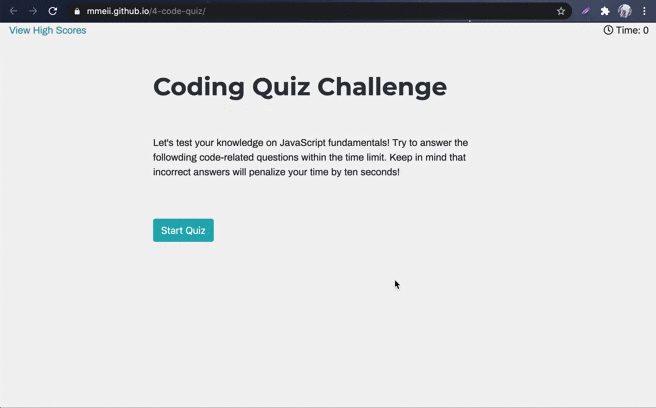 mmeii.github.io/4-code-quiz/
View High Scores
Time: 0
Coding Quiz Challenge
Let's test your knowledge on JavaScript fundamentals! Try to answer the
followding code-related questions within the time limit. Keep in mind that
incorrect answers will penalize your time by ten seconds!
Start Quiz